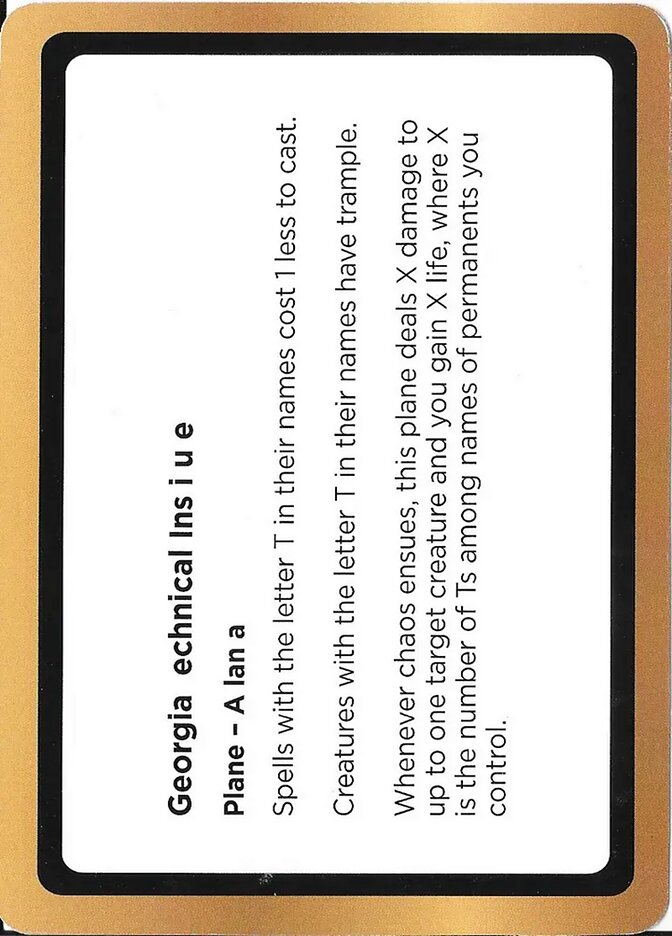 Georgia  echnical Ins i u e
Plane – A lan a
Spells with the letter T in their names cost 1 less to cast.
Creatures with the letter T in their names have trample.
Whenever chaos ensues, this plane deals X damage to
up to one target creature and you gain X life, where X
is the number of Ts among names of permanents you
control.